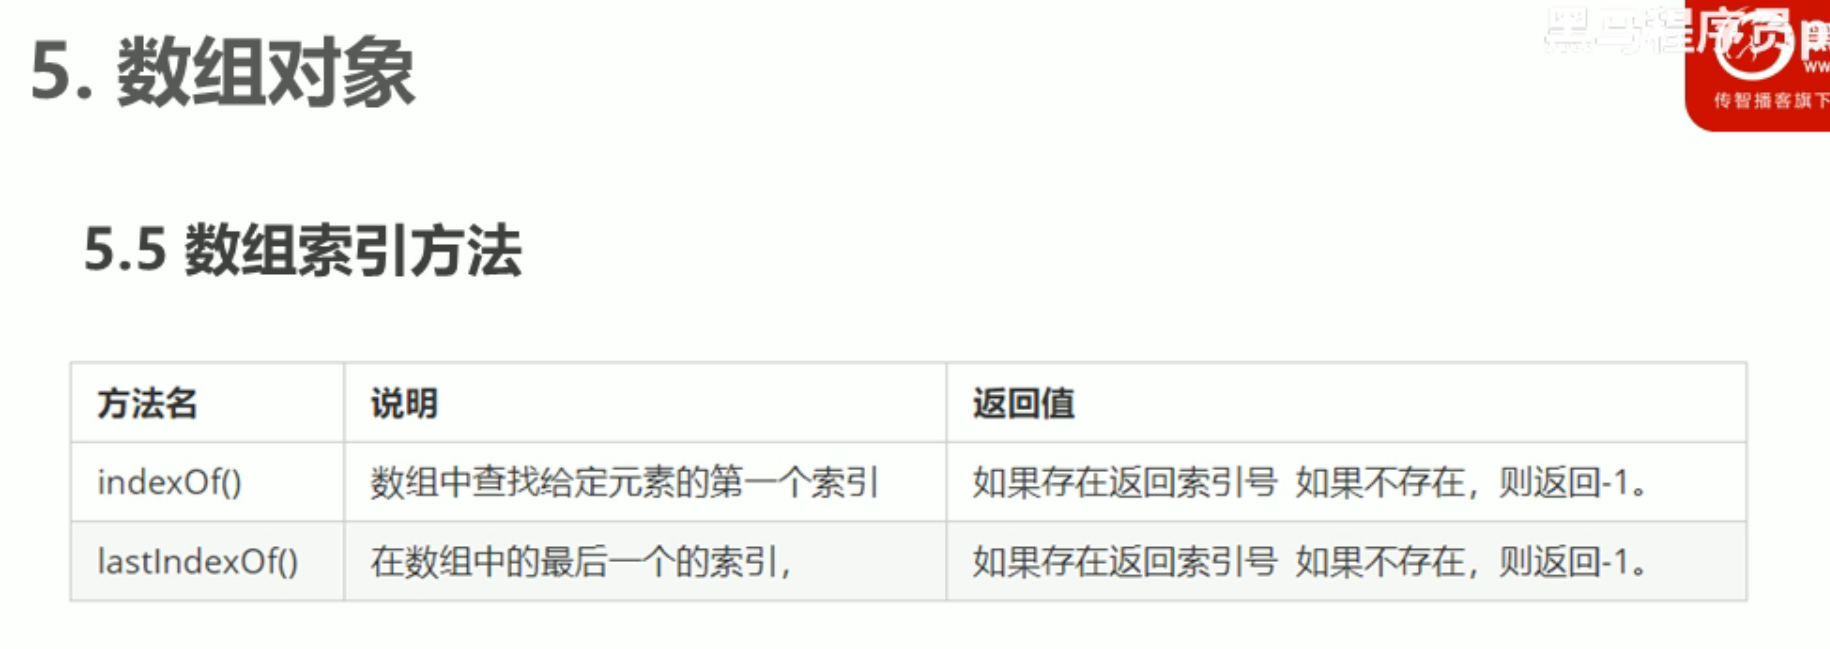 黑马程序员
传智播客旗下
5. 数组对象
5.5 数组索引方法
方法名 说明 返回值
indexOf() 数组中查找给定元素的第一个索引 如果存在返回索引号 如果不存在，则返回-1。
lastIndexOf() 在数组中的最后一个的索引， 如果存在返回索引号 如果不存在，则返回-1。